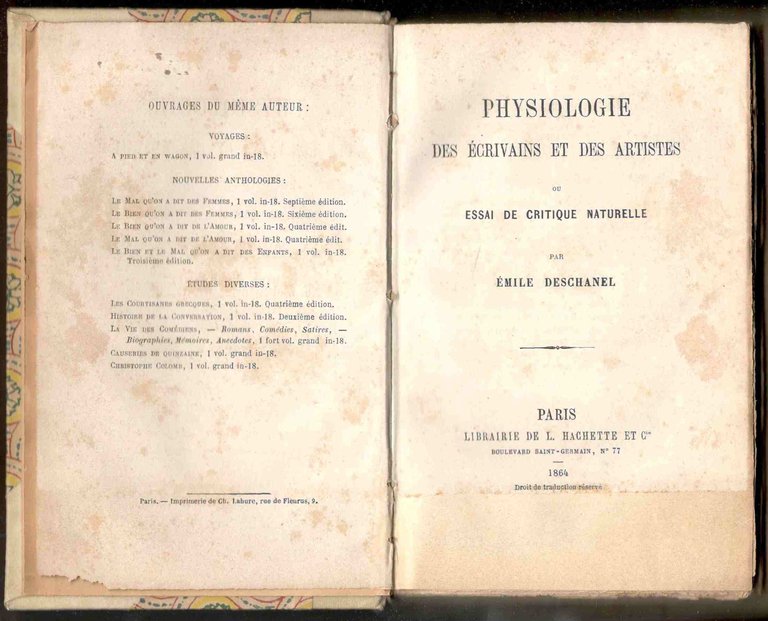 OUVRAGES DU MÊME AUTEUR :
VOYAGES :
A PIED ET EN WAGON, 1 vol. grand in-18.
NOUVELLES ANTHOLOGIES :
LE MAL QU'ON A DIT DES FEMMES, 1 vol. in-18. Septième édition.
LE BIEN QU'ON A DIT DES FEMMES, 1 vol. in-18. Sixième édition.
LE BIEN QU'ON A DIT DE L'AMOUR, 1 vol. in-18. Quatrième édit.
LE MAL QU'ON A DIT DE L'AMOUR, 1 vol. in-18. Quatrième édit.
LE BIEN ET LE MAL QU'ON A DIT DES ENFANTS, 1 vol. in-18.
Troisième édition.
ÉTUDES DIVERSES :
LES COURTISANES GRECQUES, 1 vol. in-18. Quatrième édition.
HISTOIRE DE LA CONVERSATION, 1 vol. in-18. Deuxième édition.
LA VIE DES COMÉDIENS, — Romans, Comédies, Satires, —
Biographies, Mémoires, Anecdotes, 1 fort vol. grand in-18.
CAUSERIES DE QUINZAINE, 1 vol. grand in-18.
CHRISTOPHE COLOMB, 1 vol. grand in-18.
Paris. — Imprimerie de Ch. Lahure, rue de Fleurus, 9.
PHYSIOLOGIE
DES ÉCRIVAINS ET DES ARTISTES
OU
ESSAI DE CRITIQUE NATURELLE
PAR
ÉMILE DESCHANEL
PARIS
LIBRAIRIE DE L. HACHETTE ET Cie
BOULEVARD SAINT-GERMAIN, N° 77
1864
Droit de traduction réservé